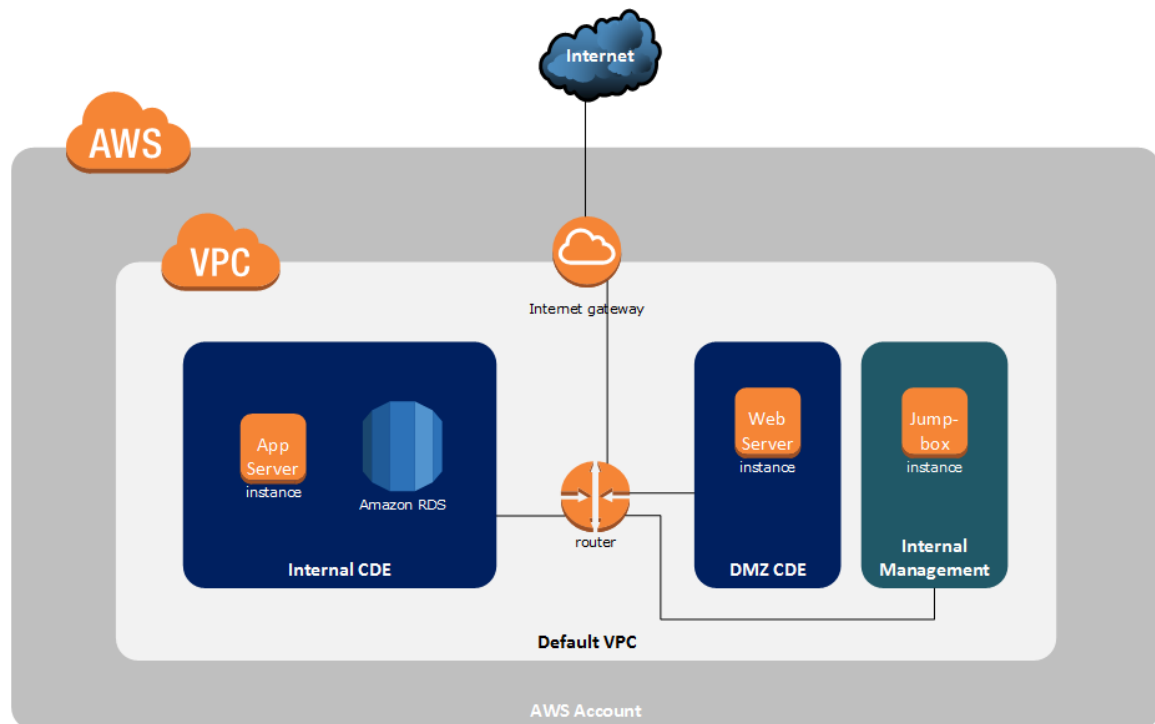 Internet
AWS
VPC
Internet gateway
App
Server
instance
Amazon RDS
Internal CDE
router
Web
Server
instance
DMZ CDE
Jump-
box
instance
Internal
Management
Default VPC
AWS Account